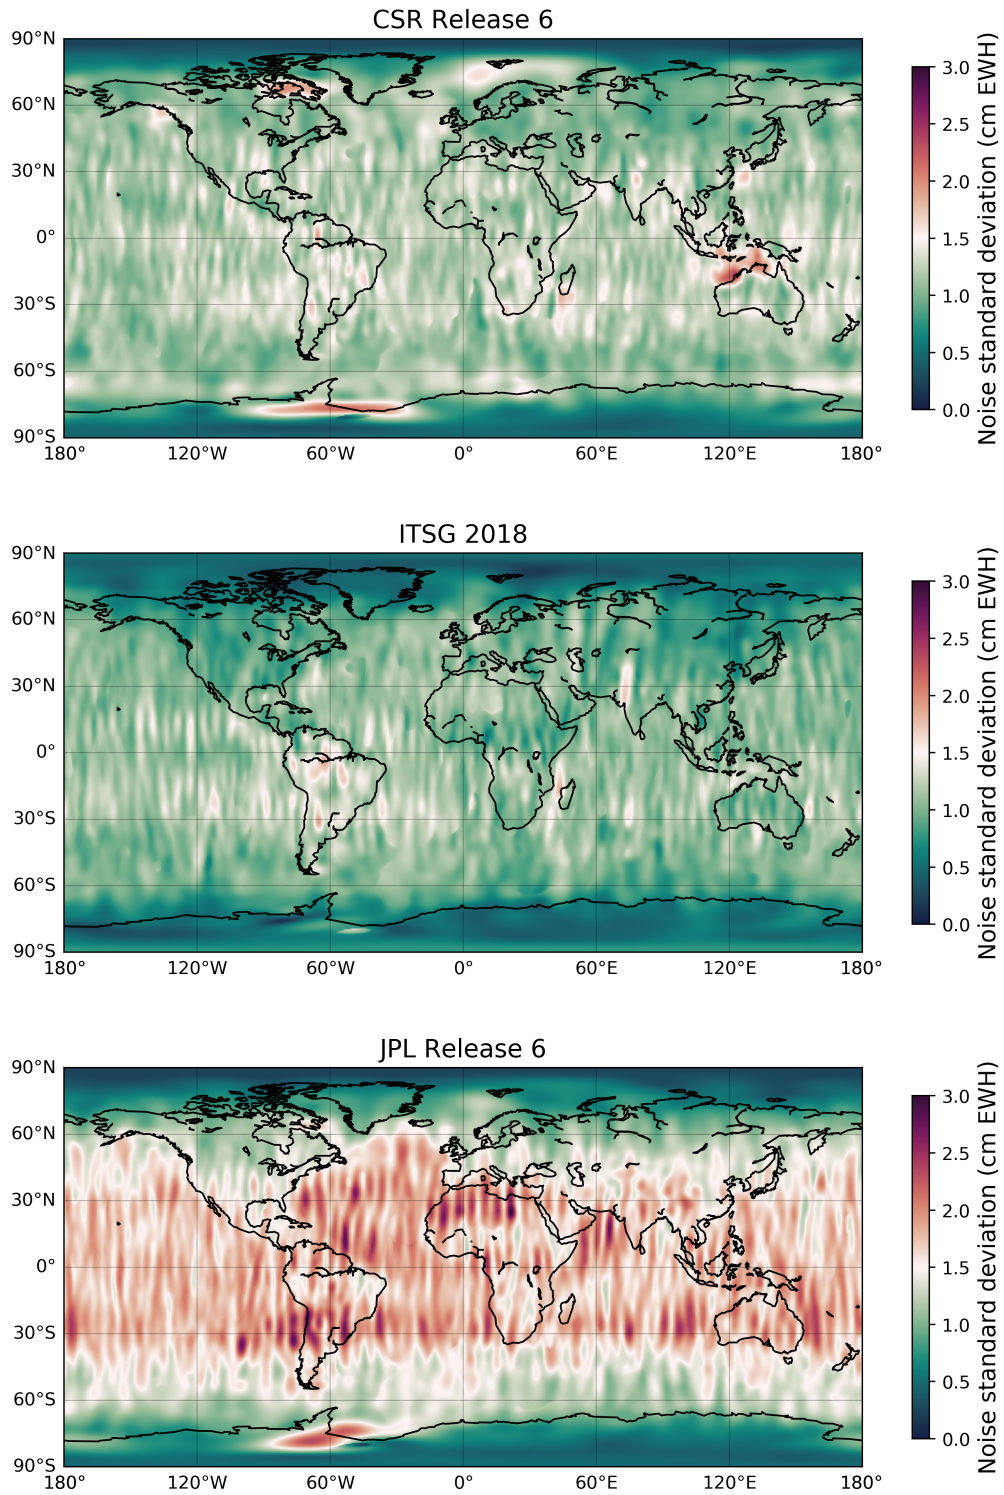 CSR Release 6
90°N
60°N
30°N
0°
30°S
60°S
90°S
180°
120°W
60°W
0°
60°E
120°E
180°
3.0
2.5
2.0
1.5
1.0
0.5
0.0
Noise standard deviation (cm EWH)
ITSG 2018
90°N
60°N
30°N
0°
30°S
60°S
90°S
180°
120°W
60°W
0°
60°E
120°E
180°
3.0
2.5
2.0
1.5
1.0
0.5
0.0
Noise standard deviation (cm EWH)
JPL Release 6
90°N
60°N
30°N
0°
30°S
60°S
90°S
180°
120°W
60°W
0°
60°E
120°E
180°
3.0
2.5
2.0
1.5
1.0
0.5
0.0
Noise standard deviation (cm EWH)